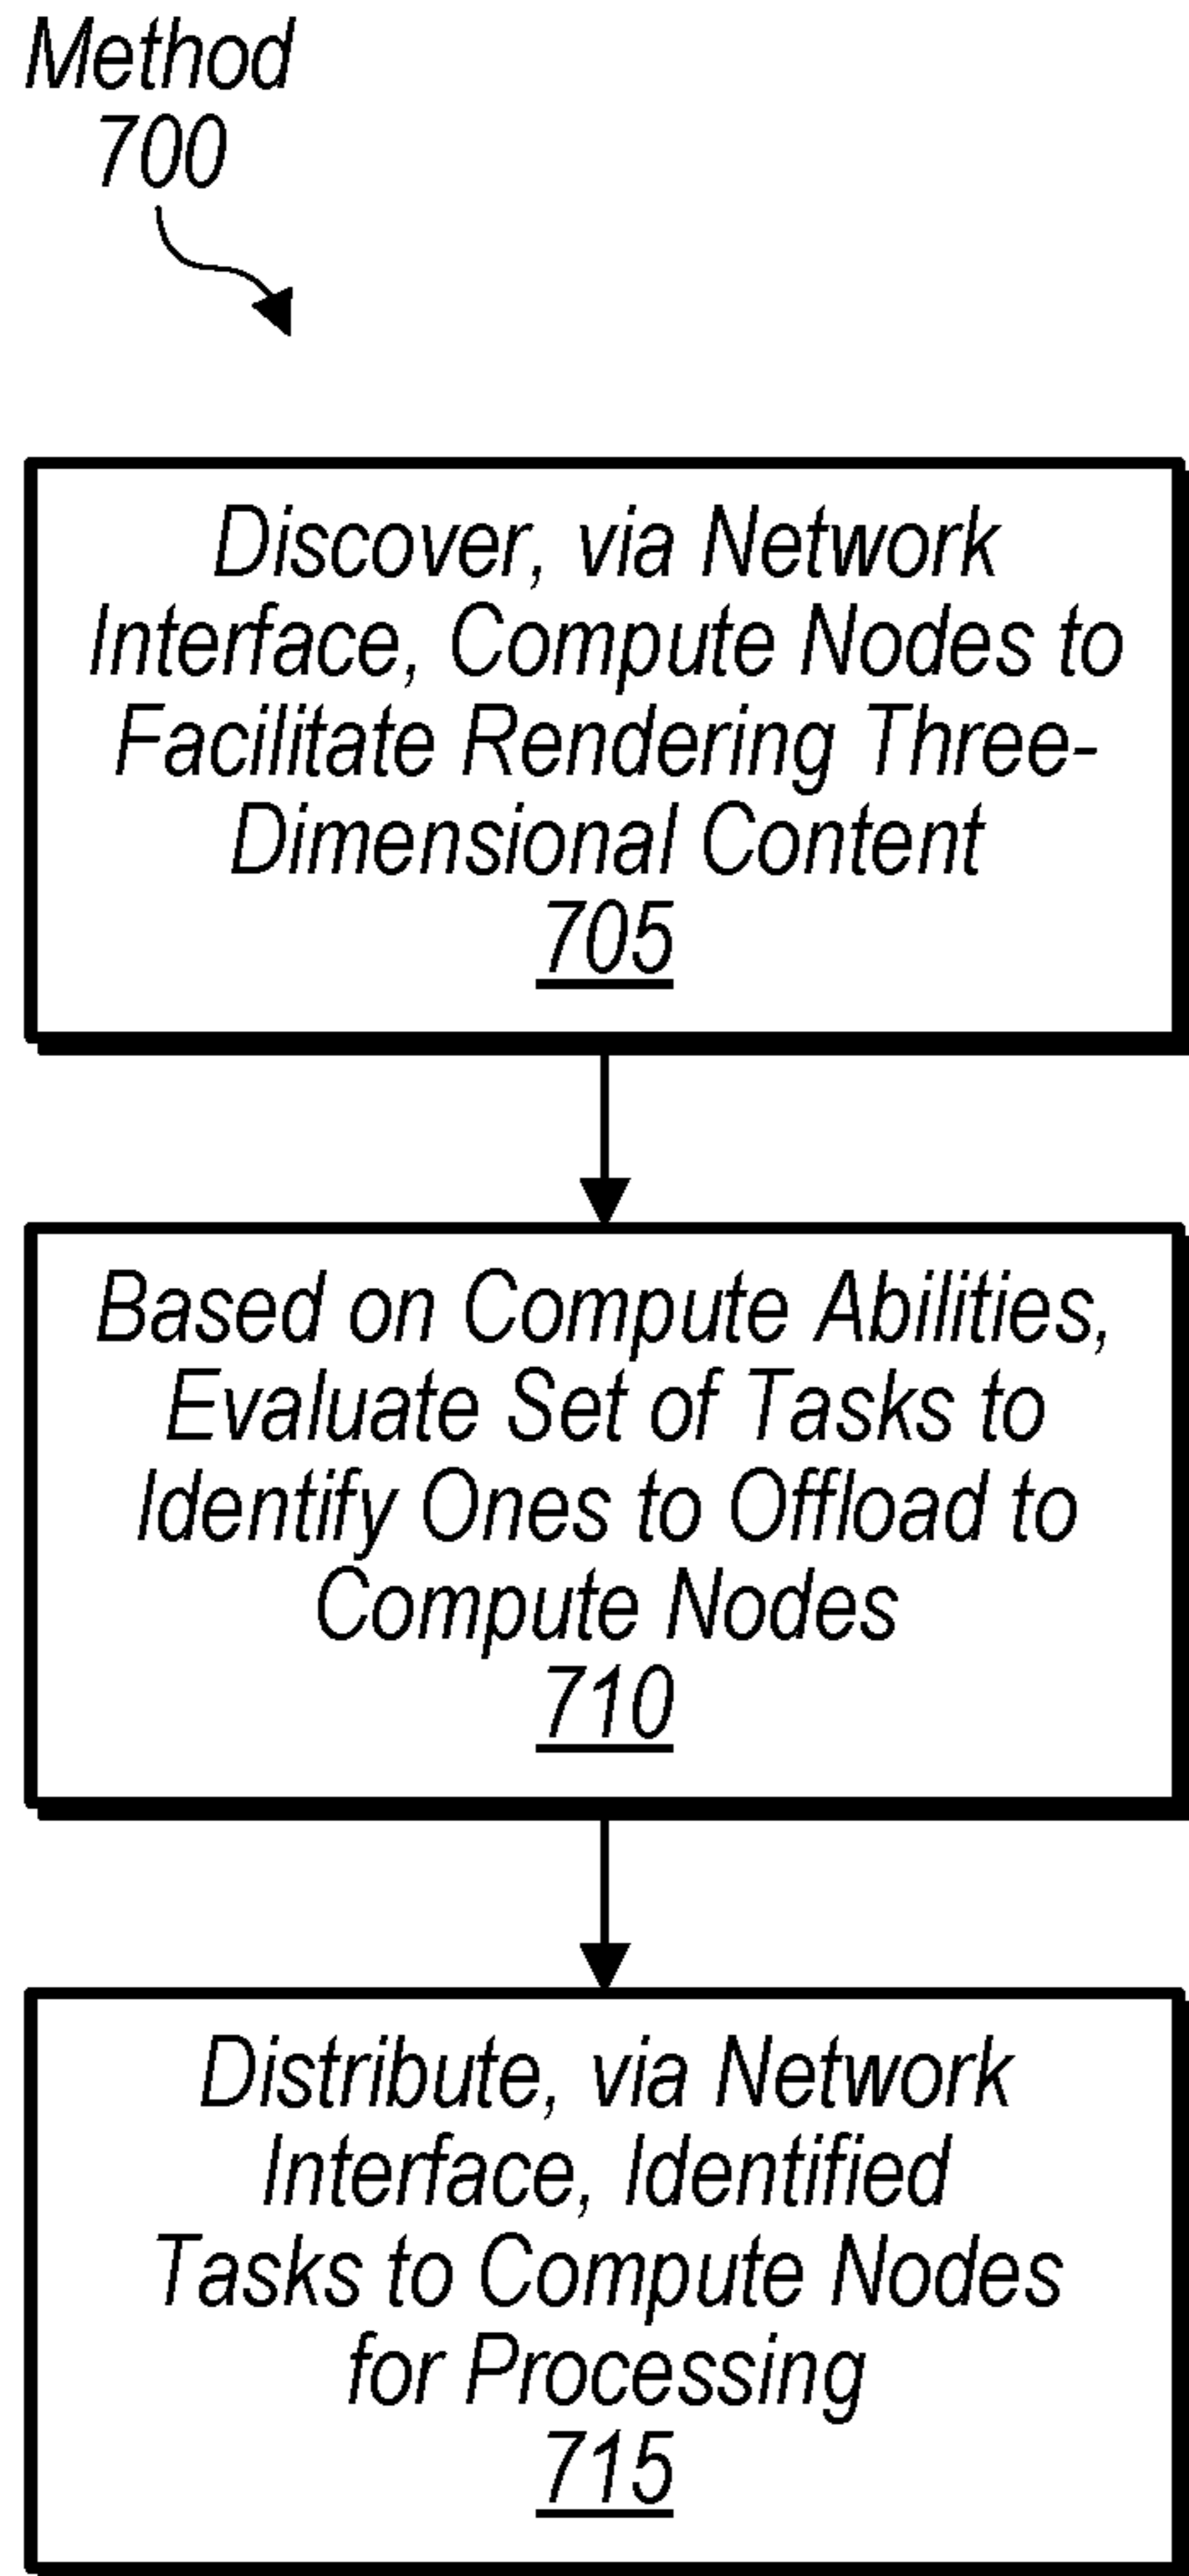 Method
700
Discover, via Network
Interface, Compute Nodes to
Facilitate Rendering Three-
Dimensional Content
705
Based on Compute Abilities,
Evaluate Set of Tasks to
Identify Ones to Offload to
Compute Nodes
710
Distribute, via Network
Interface, Identified
Tasks to Compute Nodes
for Processing
715